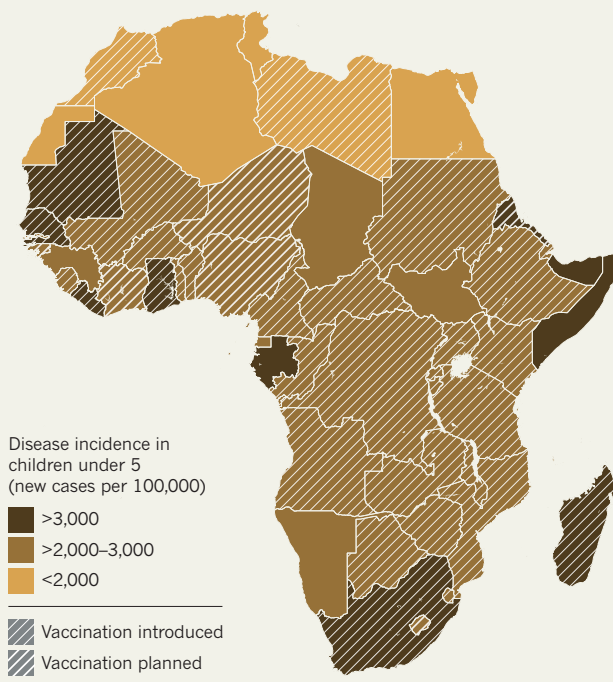 Disease incidence in
children under 5
(new cases per 100,000)
>3,000
>2,000–3,000
<2,000
Vaccination introduced
Vaccination planned